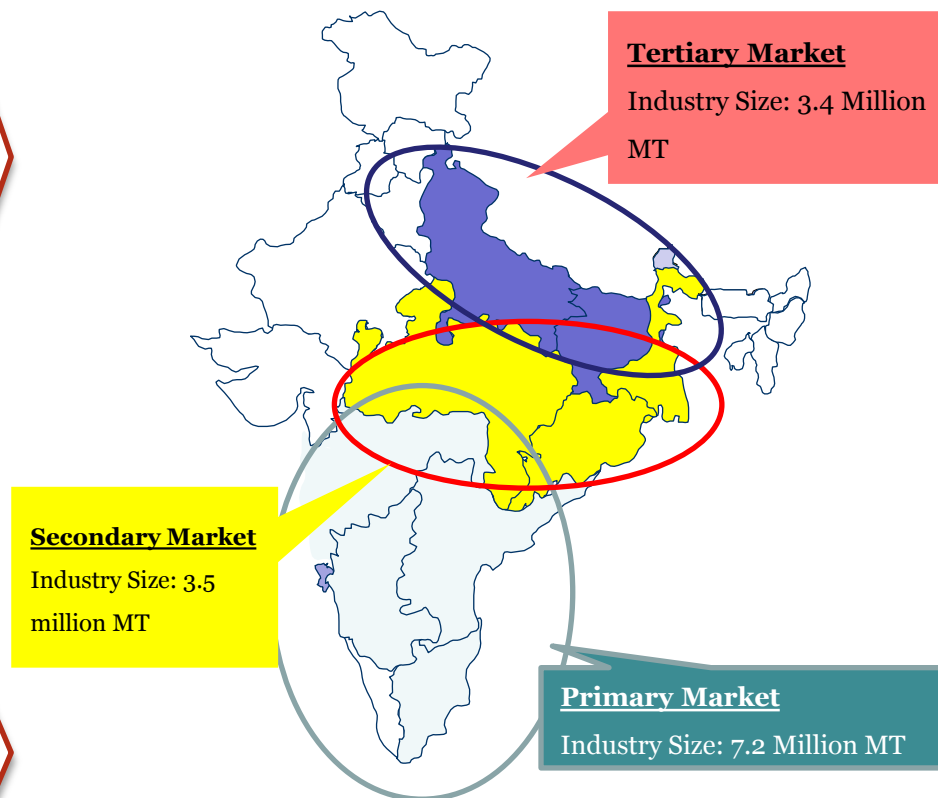 Tertiary Market
Industry Size: 3.4 Million
MT
Secondary Market
Industry Size: 3.5
million MT
Primary Market
Industry Size: 7.2 Million MT